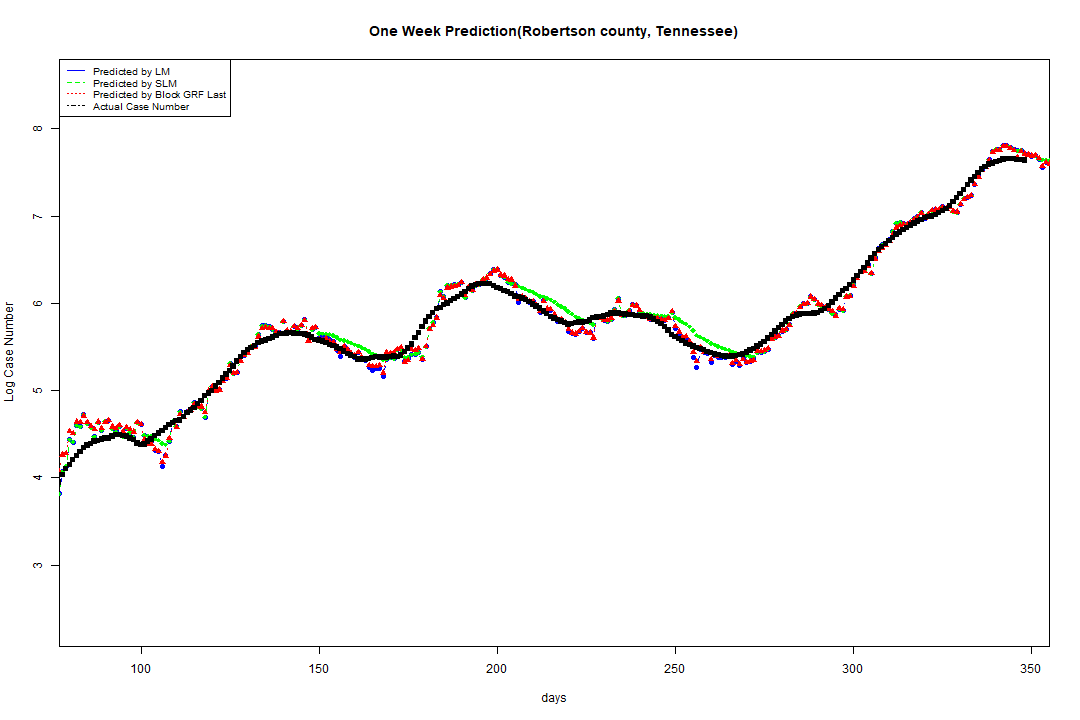 One Week Prediction(Robertson county, Tennessee)
Predicted by LM
Predicted by SLM
Predicted by Block GRF Last
Actual Case Number
8
7
6
5
4
3
Log Case Number
100 150 200 250 300 350
days